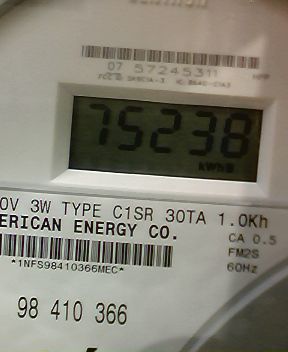 07 57245311
75238
kWh
0V 3W TYPE C1SR 30TA 1.0Kh
ERICAN ENERGY CO.
CA 0.5
FM2S
*1NFS98410366MEC*
60Hz
98 410 366